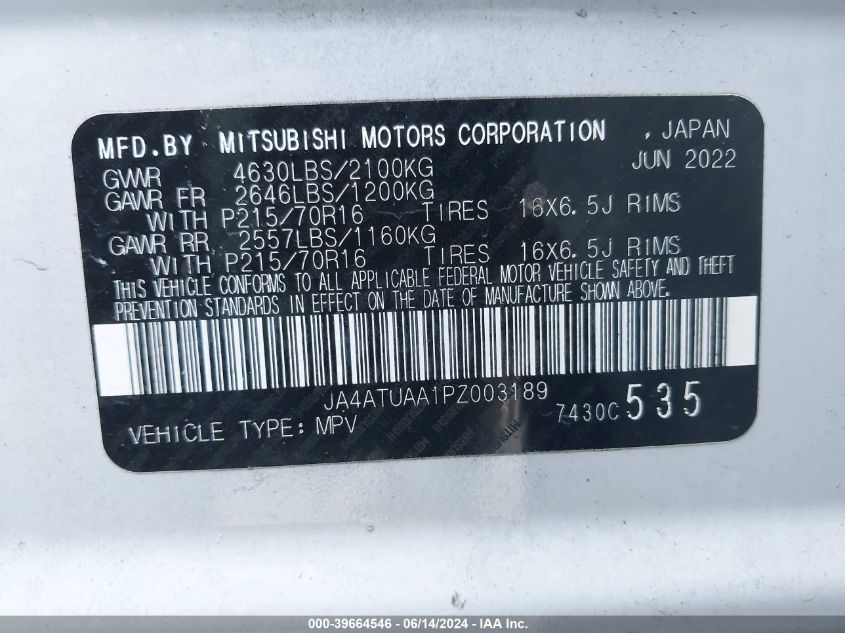 MFD.BY MITSUBISHI MOTORS CORPORATION , JAPAN
GVWR 4630LBS/2100KG JUN 2022
GAWR FR 2646LBS/1200KG
WITH P215/70R16 TIRES 16X6.5J RIMS
GAWR RR 2557LBS/1160KG
WITH P215/70R16 TIRES 16X6.5J RIMS
THIS VEHICLE CONFORMS TO ALL APPLICABLE FEDERAL MOTOR VEHICLE SAFETY AND THEFT
PREVENTION STANDARDS IN EFFECT ON THE DATE OF MANUFACTURE SHOWN ABOVE.
JA4ATUAA1PZ003189
7430C 535
VEHICLE TYPE: MPV
000-39664546 - 06/14/2024 - IAA Inc.